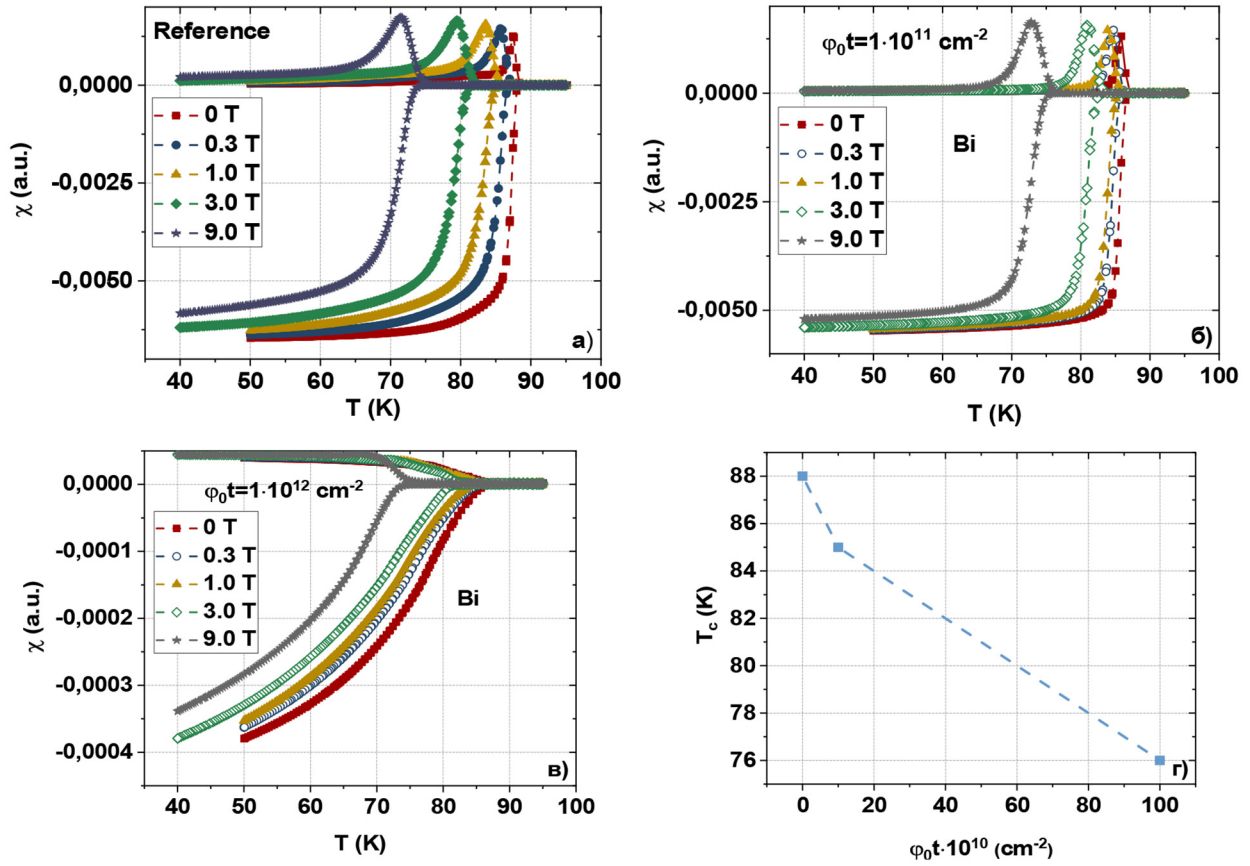 Reference
0,0000
-0,0025
-0,0050
χ (a.u.)
0 T
0.3 T
1.0 T
3.0 T
9.0 T
а)
40 50 60 70 80 90 100
T (K)
φ₀t=1·10¹¹ cm⁻²
0,0000
-0,0025
-0,0050
χ (a.u.)
0 T
0.3 T
1.0 T
3.0 T
9.0 T
Bi
б)
40 50 60 70 80 90 100
T (K)
0,0000
-0,0001
-0,0002
-0,0003
-0,0004
χ (a.u.)
φ₀t=1·10¹² cm⁻²
0 T
0.3 T
1.0 T
3.0 T
9.0 T
Bi
в)
40 50 60 70 80 90 100
T (K)
88
86
84
82
80
78
76
T_c (K)
г)
0 20 40 60 80 100
φ₀t·10¹⁰ (cm⁻²)